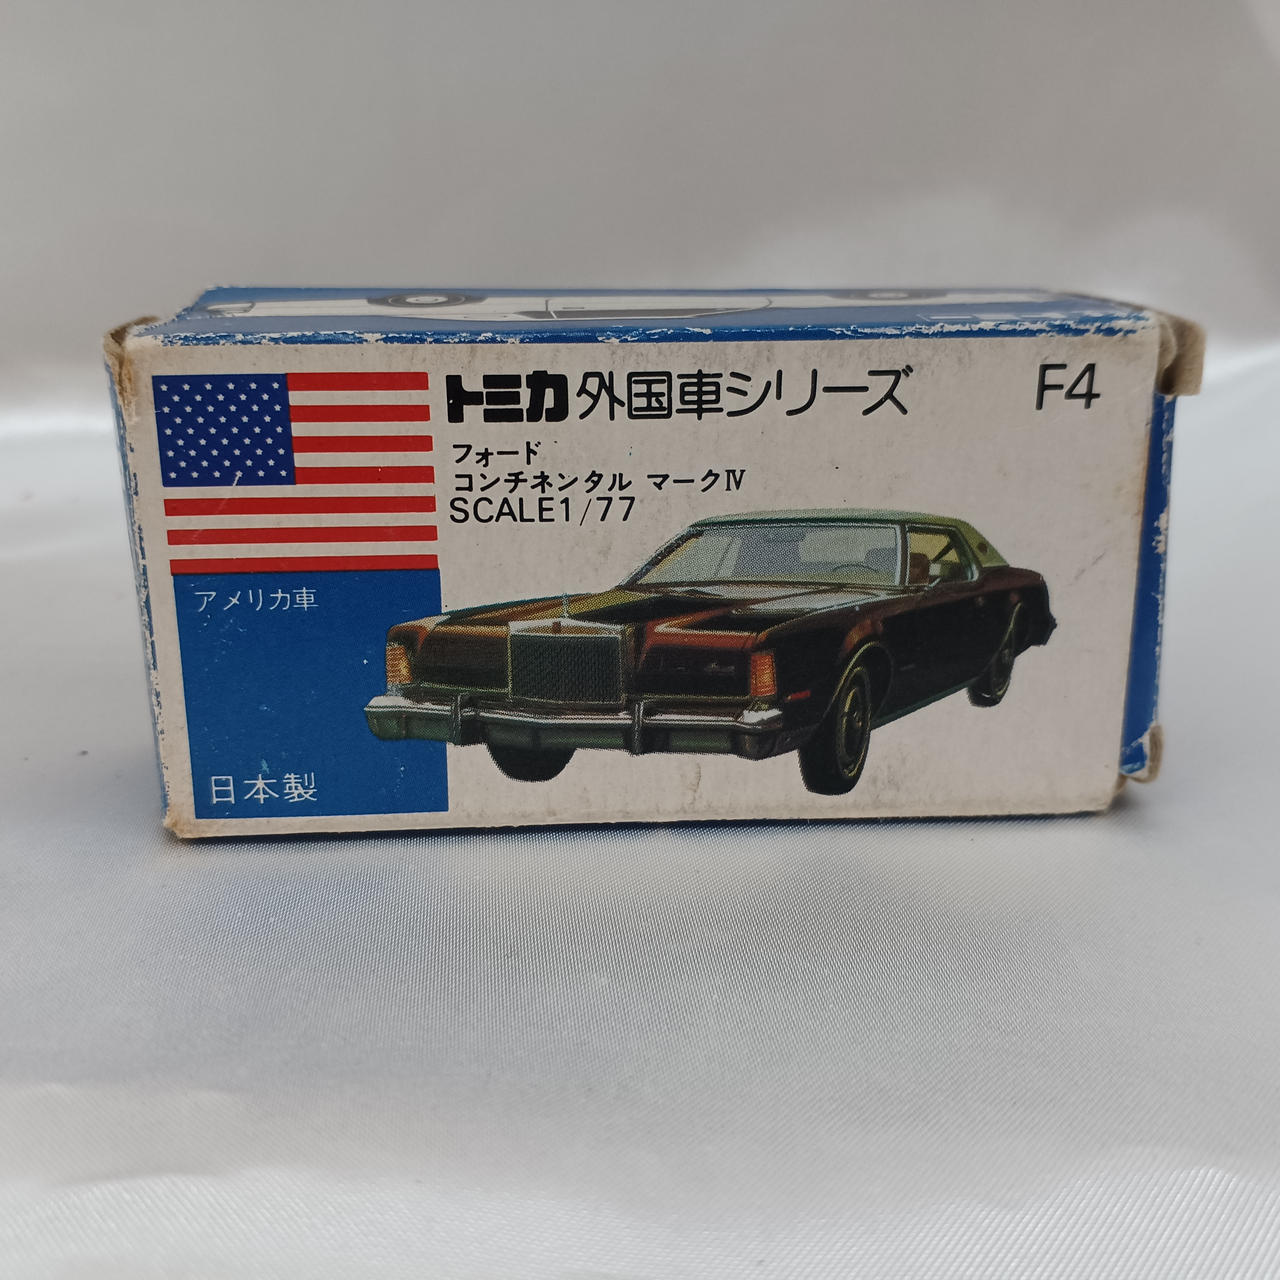 トミカ外国車シリーズ F4
フォード
コンチネンタル マークⅣ
SCALE1/77
アメリカ車
日本製